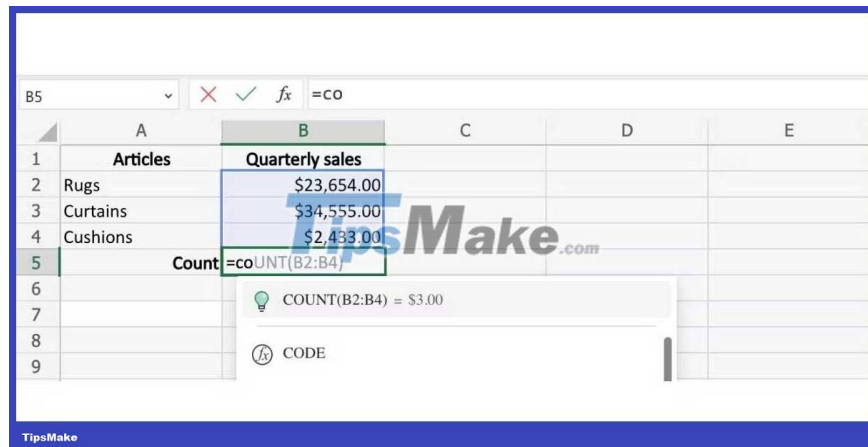 B5 fx =co
A B C D E
1 Articles Quarterly sales
2 Rugs $23,654.00
3 Curtains $34,555.00
4 Cushions $2,433.00
TipsMake.com
5 Count =coUNT(B2:B4)
6 COUNT(B2:B4) = $3.00
7
8 fx CODE
9
TipsMake